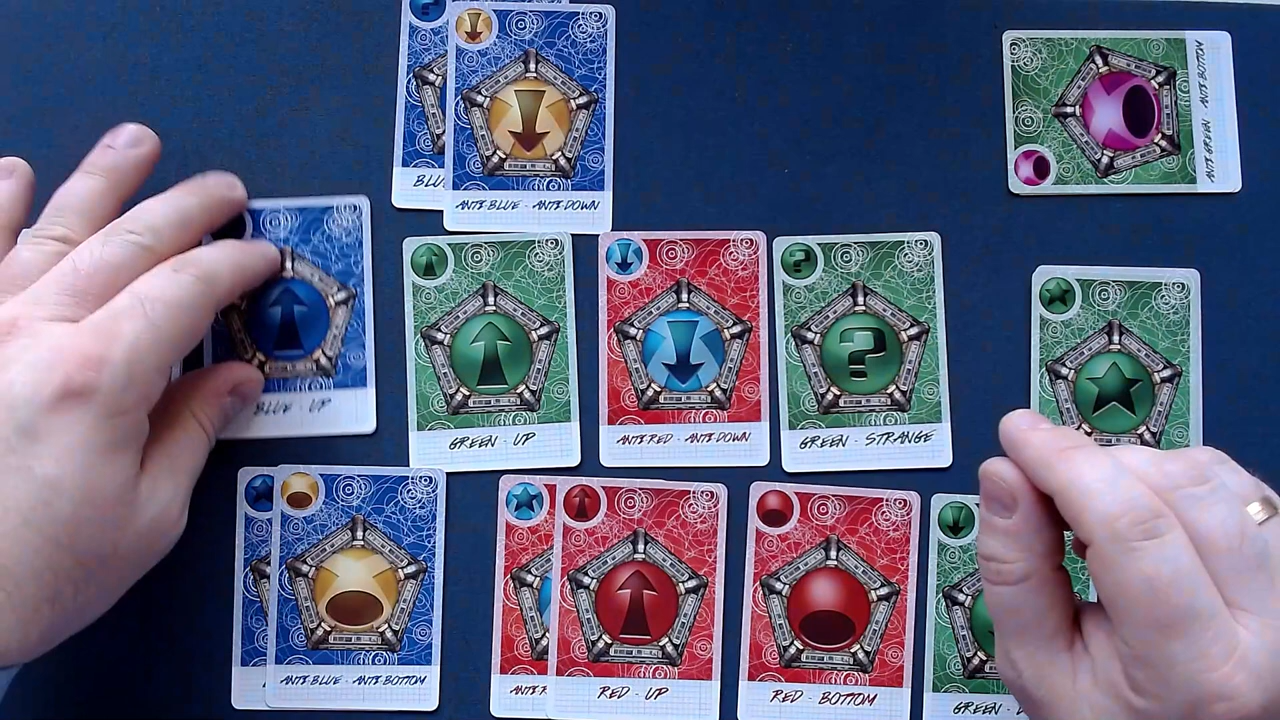 ANTI-BLUE - ANTI-DOWN
ANTI-GREEN - ANTI-BOTTOM
BLUE - UP
GREEN - UP
ANTI-RED - ANTI-DOWN
GREEN - STRANGE
ANTI-BLUE - ANTI-BOTTOM
RED - UP
RED - BOTTOM
GREEN -